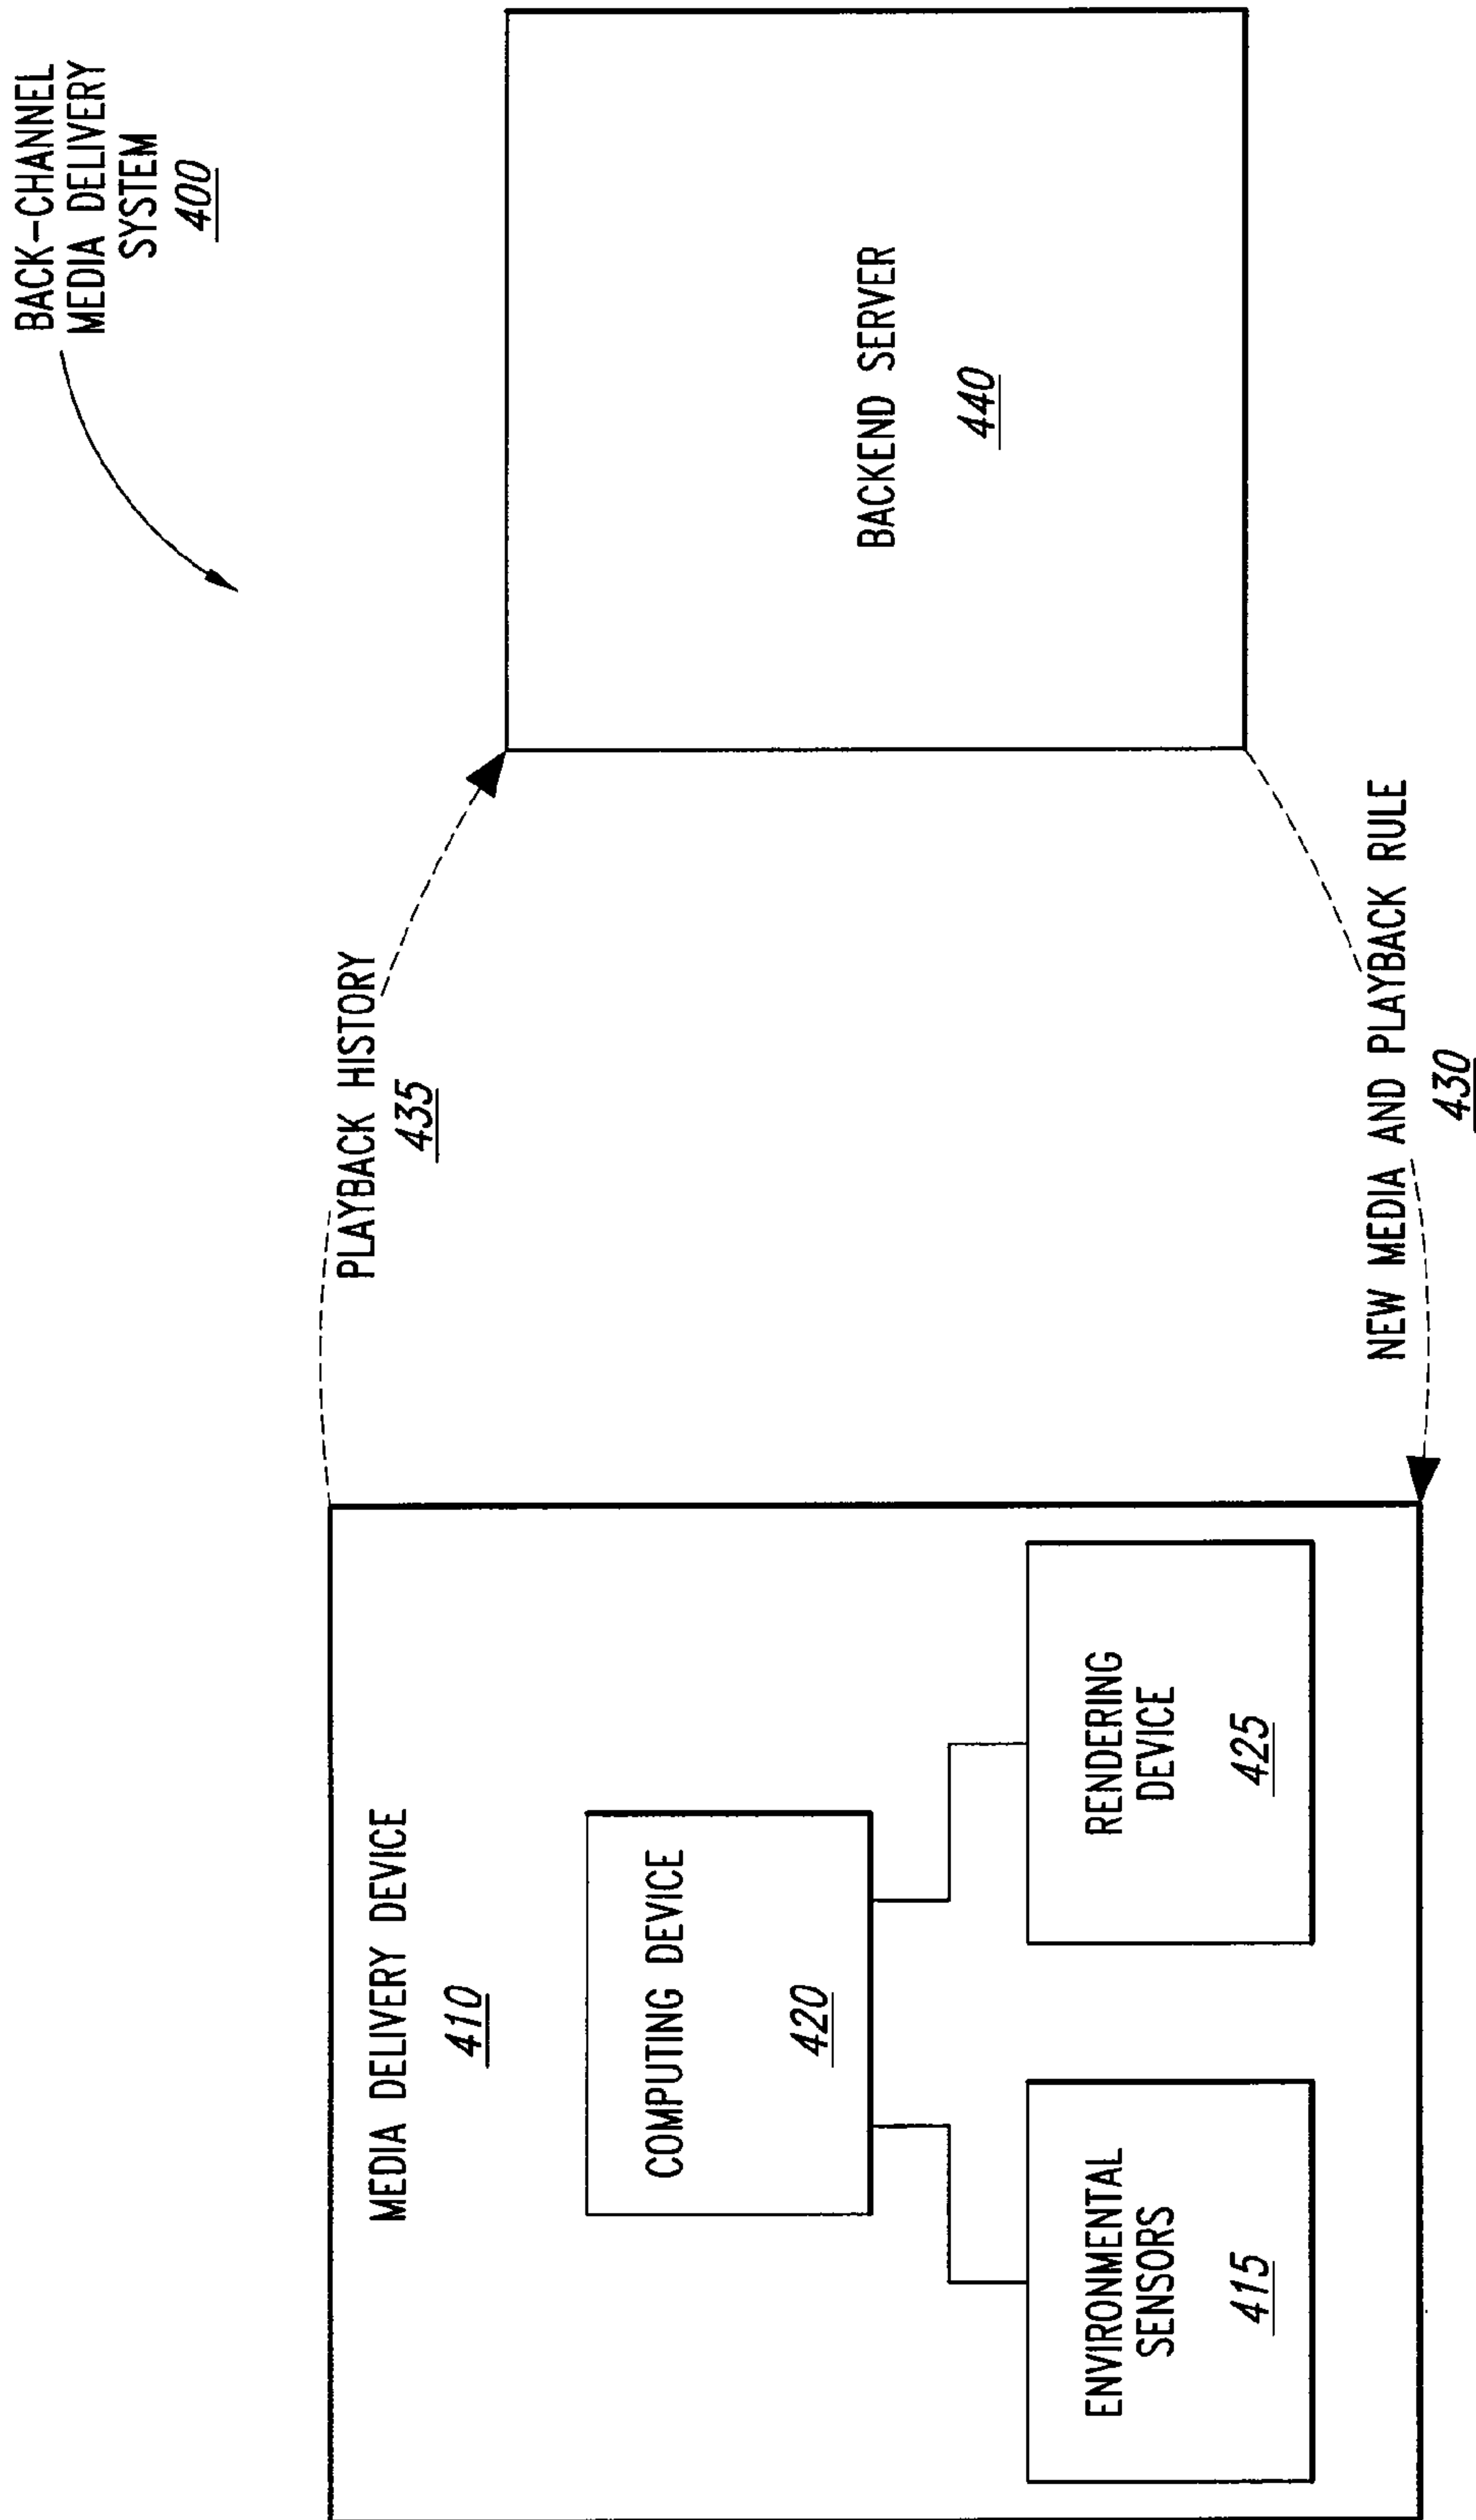 BACK-CHANNEL
MEDIA DELIVERY
SYSTEM
400
MEDIA DELIVERY DEVICE
410
COMPUTING DEVICE
420
ENVIRONMENTAL
SENSORS
415
RENDERING
DEVICE
425
PLAYBACK HISTORY
435
NEW MEDIA AND PLAYBACK RULE
430
BACKEND SERVER
440